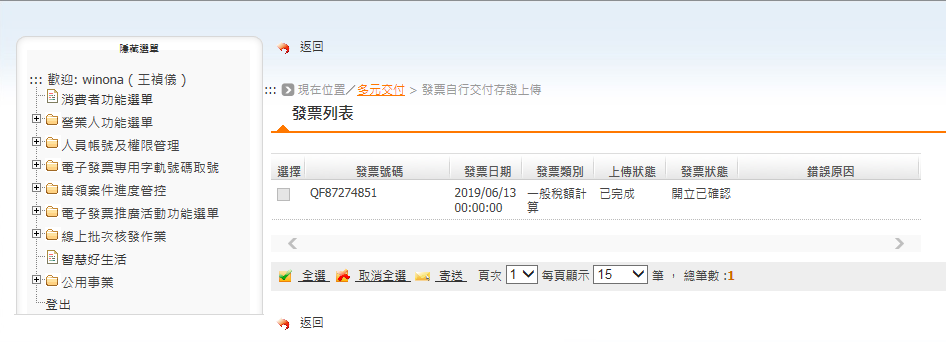 隱藏選單
::: 歡迎: winona ( 王禎儀 )
消費者功能選單
營業人功能選單
人員帳號及權限管理
電子發票專用字軌號碼取號
請領案件進度管控
電子發票推廣活動功能選單
線上批次核發作業
智慧好生活
公用事業
登出
返回
::: 現在位置／多元交付 > 發票自行交付存證上傳
發票列表
選擇 發票號碼 發票日期 發票類別 上傳狀態 發票狀態 錯誤原因
QF87274851 2019/06/13 一般稅額計 已完成 開立已確認
00:00:00 算
全選 取消全選 寄送 頁次 1 每頁顯示 15 筆 ， 總筆數 :1
返回